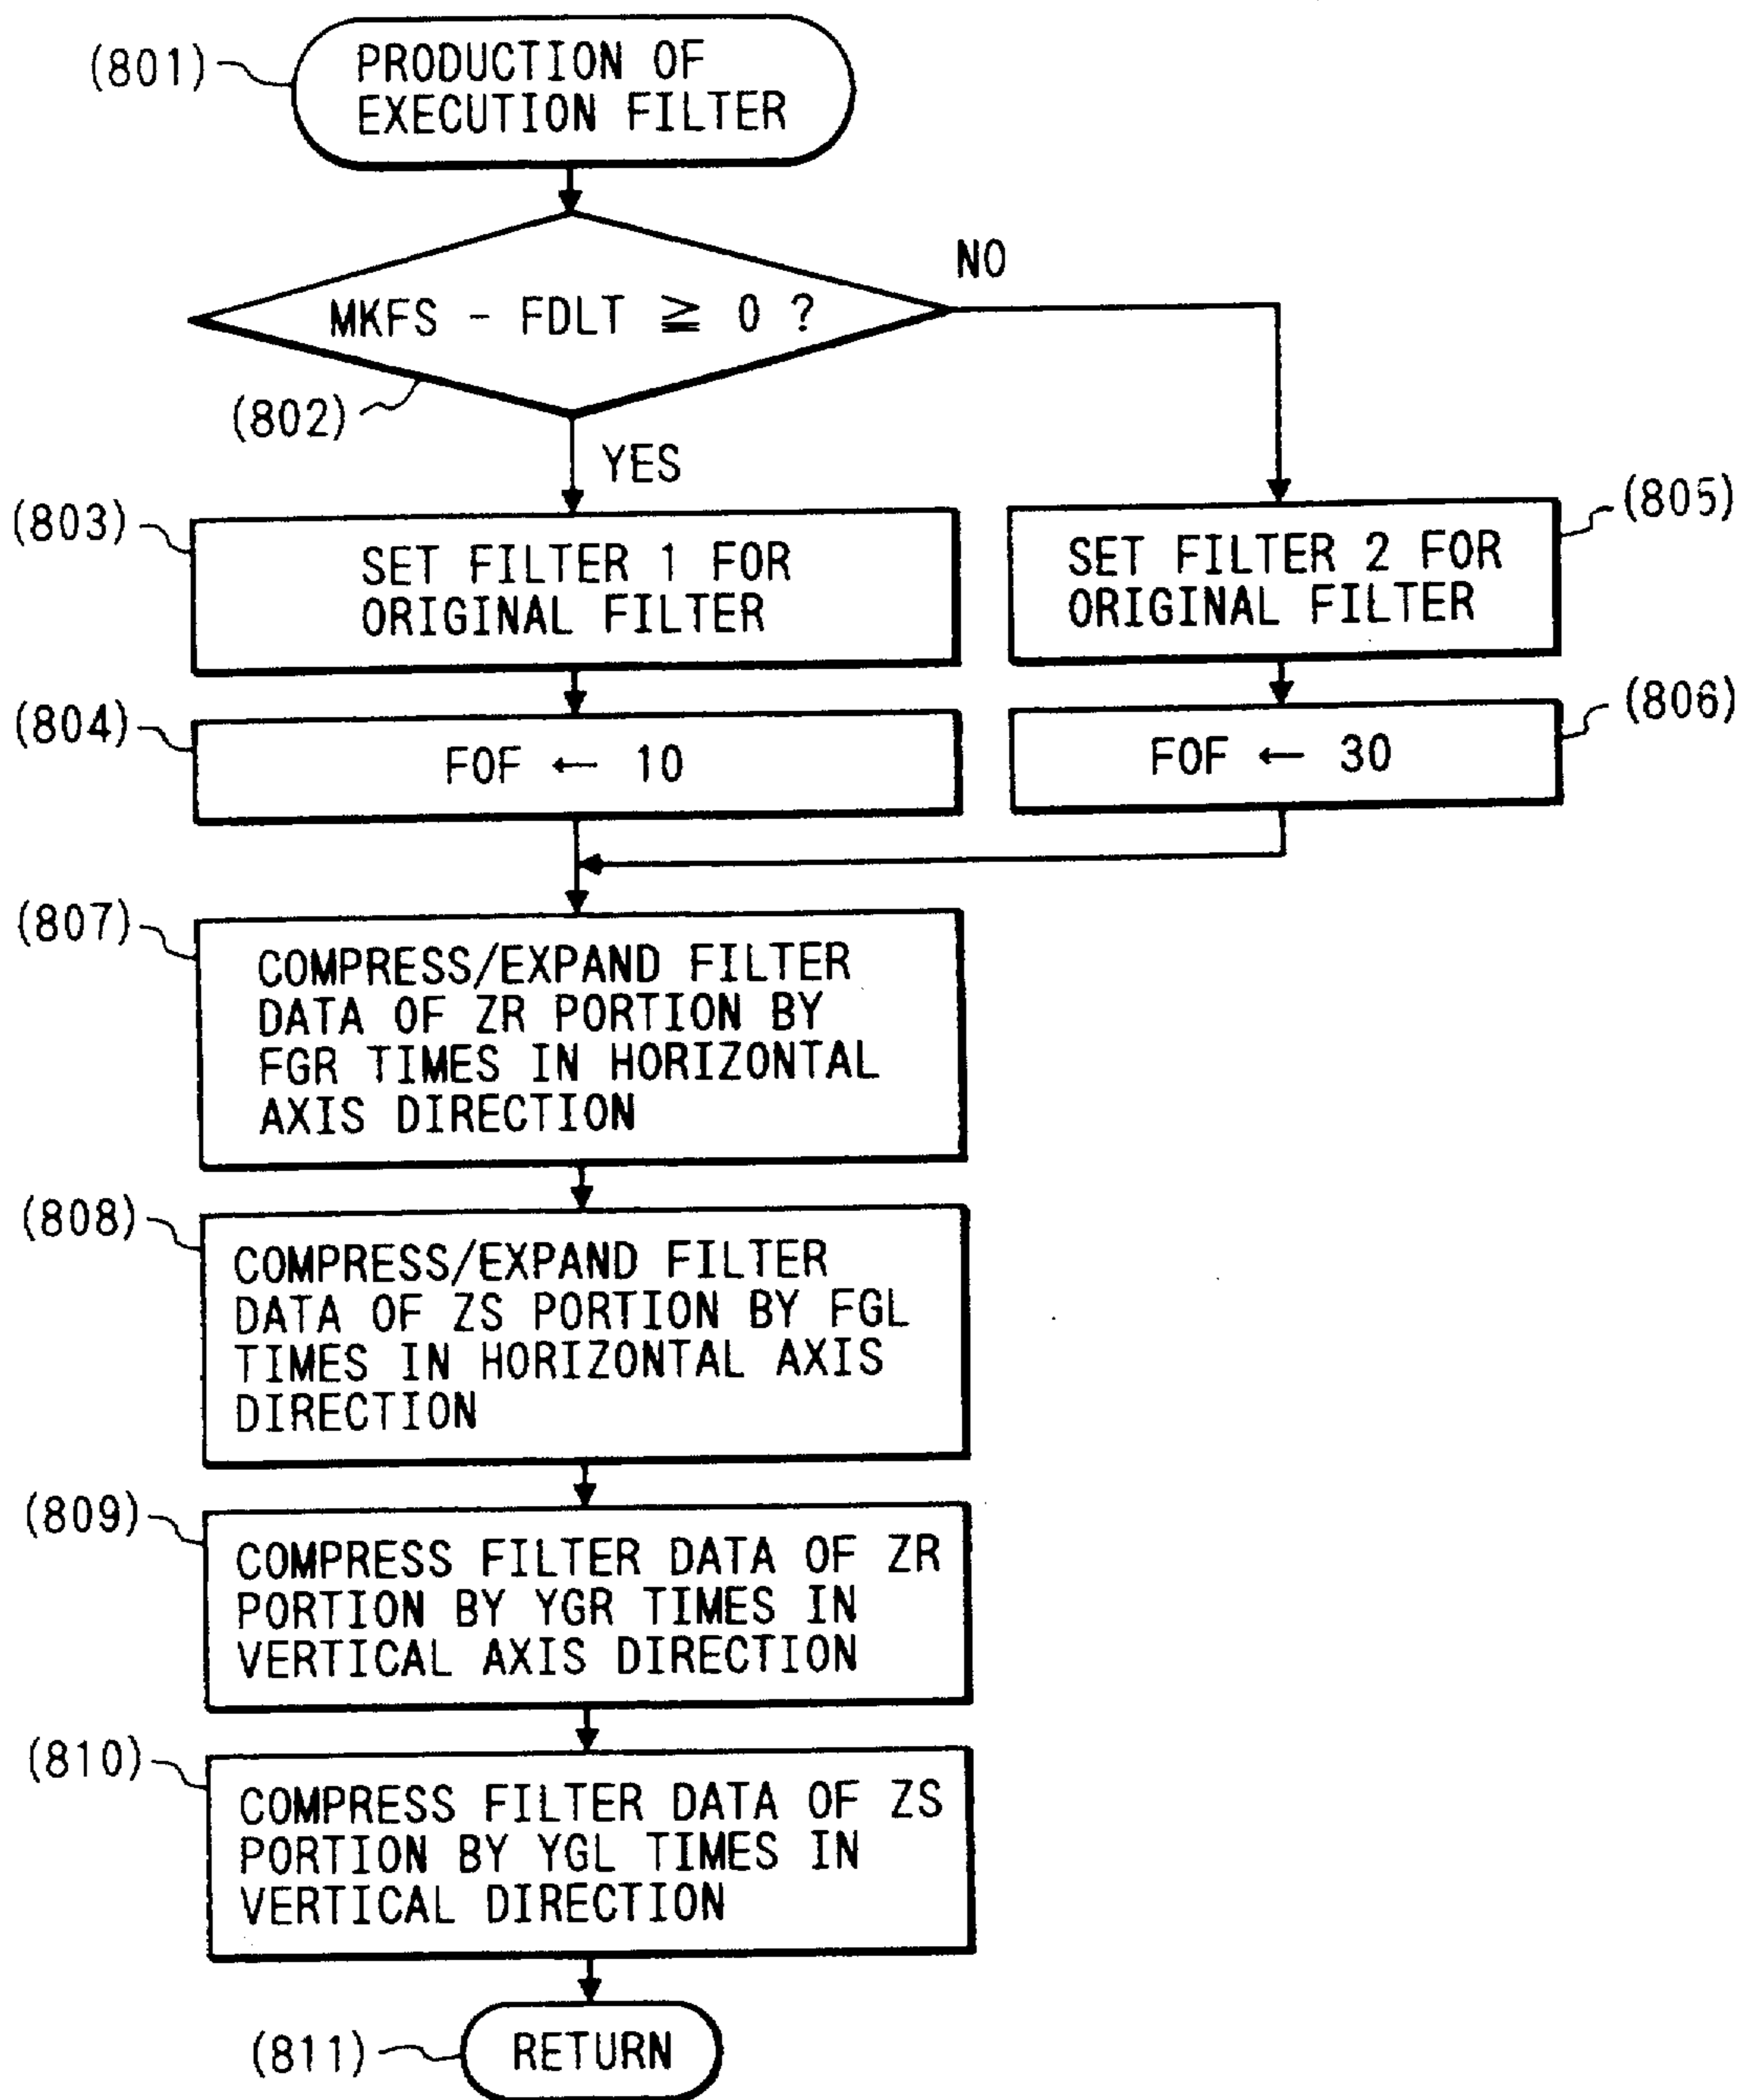 (801)
PRODUCTION OF
EXECUTION FILTER
MKFS - FDLT ≧ 0 ?
NO
(802)
YES
(803)
SET FILTER 1 FOR
ORIGINAL FILTER
(805)
SET FILTER 2 FOR
ORIGINAL FILTER
(804)
FOF ← 10
(806)
FOF ← 30
(807)
COMPRESS/EXPAND FILTER
DATA OF ZR PORTION BY
FGR TIMES IN HORIZONTAL
AXIS DIRECTION
(808)
COMPRESS/EXPAND FILTER
DATA OF ZS PORTION BY FGL
TIMES IN HORIZONTAL AXIS
DIRECTION
(809)
COMPRESS FILTER DATA OF ZR
PORTION BY YGR TIMES IN
VERTICAL AXIS DIRECTION
(810)
COMPRESS FILTER DATA OF ZS
PORTION BY YGL TIMES IN
VERTICAL DIRECTION
(811)
RETURN